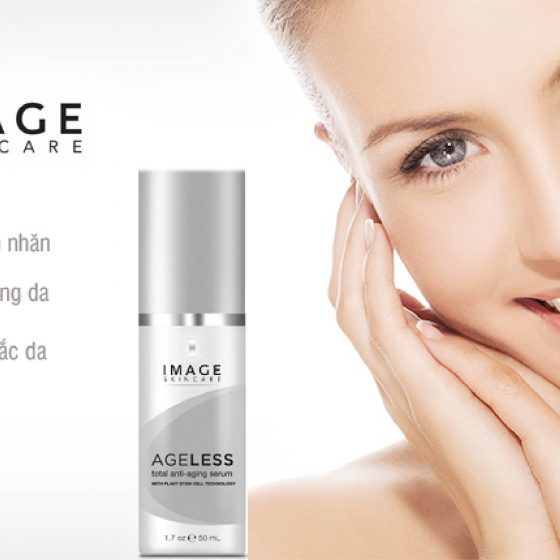 AGE
CARE
nhăn
ng da
ắc da
IMAGE
SKINCARE
AGELESS
total anti-aging serum
WITH PLANT STEM CELL TECHNOLOGY
1.7 oz ℮ 50 mL